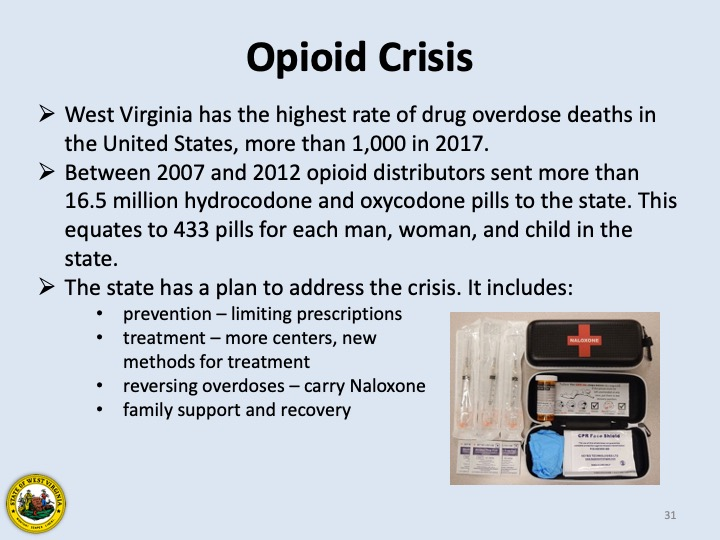 Opioid Crisis
➢ West Virginia has the highest rate of drug overdose deaths in
the United States, more than 1,000 in 2017.
➢ Between 2007 and 2012 opioid distributors sent more than
16.5 million hydrocodone and oxycodone pills to the state. This
equates to 433 pills for each man, woman, and child in the
state.
➢ The state has a plan to address the crisis. It includes:
• prevention – limiting prescriptions
• treatment – more centers, new
methods for treatment
• reversing overdoses – carry Naloxone
• family support and recovery
NALOXONE
CPR Face Shield
STATE OF WEST VIRGINIA
31